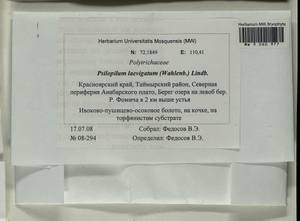 Herbarium Universitatis Mosquensis (MW)
N: 72,1849 E: 110,41
Polytrichaceae
Psilopilum laevigatum (Wahlenb.) Lindb.
Красноярский край, Таймырский район, Северная
периферия Анабарского плато, Берег озера на левой бер.
Р. Фомича в 2 км выше устья
Ивково-пушицево-осоковое болото, на кочке, на
торфянистом субстрате
17.07.08 Собрал: Федосов В.Э.
№ 08-294 Определил: Федосов В.Э.
Herbarium MW Bryophyta